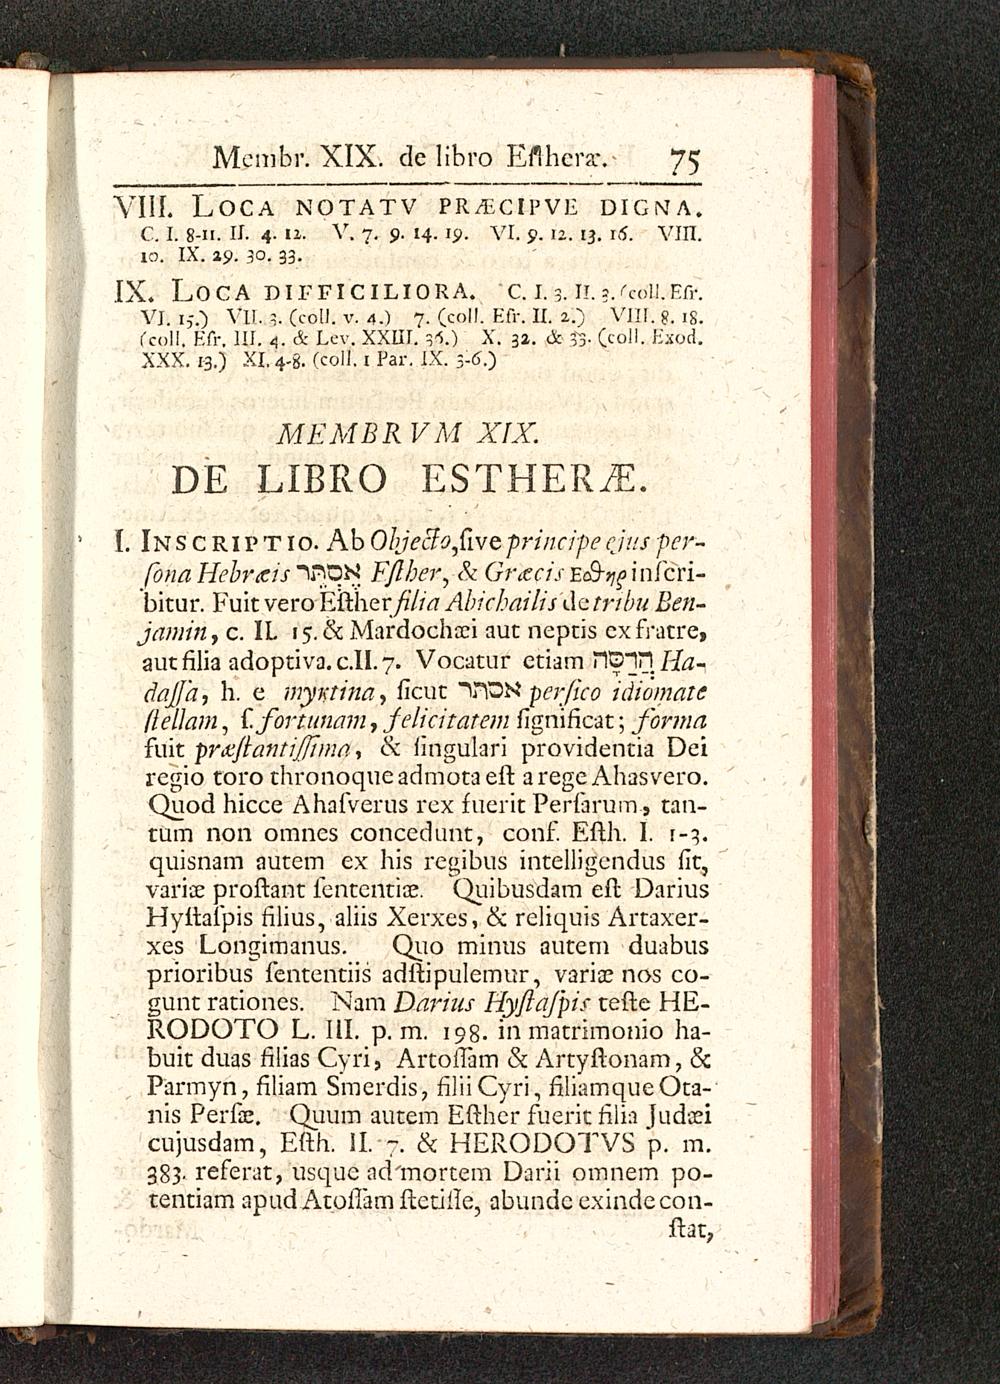 Membr. XIX. de libro Eſtheræ. 75
VIII. LOCA NOTATV PRÆCIPVE DIGNA.
C. I. 8-11. II. 4. 12. V. 7. 9. 14. 19. VI. 9. 12. 13. 16. VIII.
10. IX. 29. 30. 33.
IX. LOCA DIFFICILIORA. C. I. 3. II. 3. (coll. Eſr.
VI. 15.) VII. 3. (coll. v. 4.) 7. (coll. Eſr. II. 2.) VIII. 8. 18.
(coll. Eſr. III. 4. & Lev. XXIII. 36.) X. 32. & 33. (coll. Exod.
XXX. 13.) XI. 4-8. (coll. 1 Par. IX. 3-6.)
MEMBRVM XIX.
DE LIBRO ESTHERÆ.
I. INSCRIPTIO. Ab Objecto, ſive principe ejus per-
ſona Hebræis אֶסְתֵּר Eſther, & Græcis Εσθηρ inſcri-
bitur. Fuit vero Eſther filia Abichailis de tribu Ben-
jamin, c. II. 15. & Mardochæi aut neptis ex fratre,
aut filia adoptiva. c. II. 7. Vocatur etiam הֲדַסָּה Ha-
daſſa, h. e myrtina, ſicut אסתר perſico idiomate
ſtellam, ſ. fortunam, felicitatem ſignificat; forma
fuit præſtantiſſima, & ſingulari providentia Dei
regio toro thronoque admota eſt a rege Ahasvero.
Quod hicce Ahaſverus rex fuerit Perſarum, tan-
tum non omnes concedunt, conf. Eſth. I. 1-3.
quisnam autem ex his regibus intelligendus ſit,
variæ proſtant ſententiæ. Quibusdam eſt Darius
Hyſtaſpis filius, aliis Xerxes, & reliquis Artaxer-
xes Longimanus. Quo minus autem duabus
prioribus ſententiis adſtipulemur, variæ nos co-
gunt rationes. Nam Darius Hyſtaſpis teſte HE-
RODOTO L. III. p. m. 198. in matrimonio ha-
buit duas filias Cyri, Artoſſam & Artyſtonam, &
Parmyn, filiam Smerdis, filii Cyri, filiamque Ota-
nis Perſæ. Quum autem Eſther fuerit filia Judæi
cujusdam, Eſth. II. 7. & HERODOTVS p. m.
383. referat, usque ad mortem Darii omnem po-
tentiam apud Atoſſam ſtetiſſe, abunde exinde con-
ſtat,